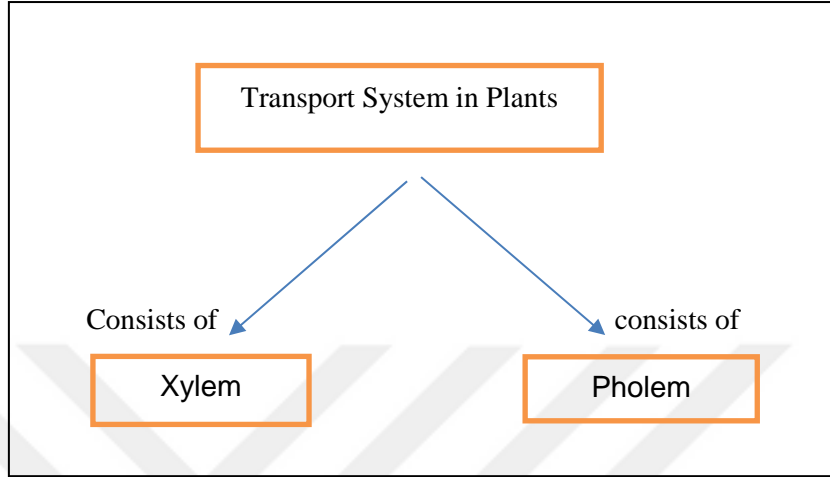 Transport System in Plants
Consists of
consists of
Xylem
Pholem